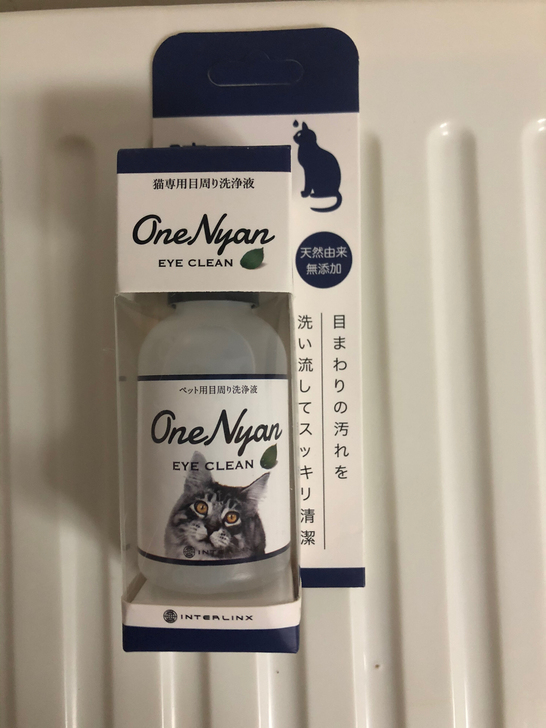 猫専用目周り洗浄液
One Nyan
EYE CLEAN
天然由来
無添加
目まわりの汚れを
洗い流してスッキリ清潔
ペット用目周り洗浄液
One Nyan
EYE CLEAN
INTERLINX
INTERLINX